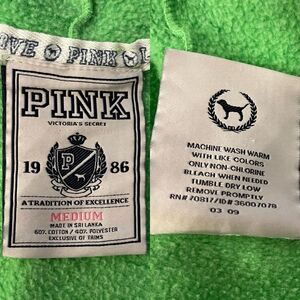 OVE PINK L
PINK
VICTORIA'S SECRET
19 P 86
A TRADITION OF EXCELLENCE
MEDIUM
MADE IN SRI LANKA
60% COTTON / 40% POLYESTER
EXCLUSIVE OF TRIMS
MACHINE WASH WARM
WITH LIKE COLORS
ONLY NON-CHLORINE
BLEACH WHEN NEEDED
TUMBLE DRY LOW
REMOVE PROMPTLY
RN# 70817/ID# 36007078
03 09